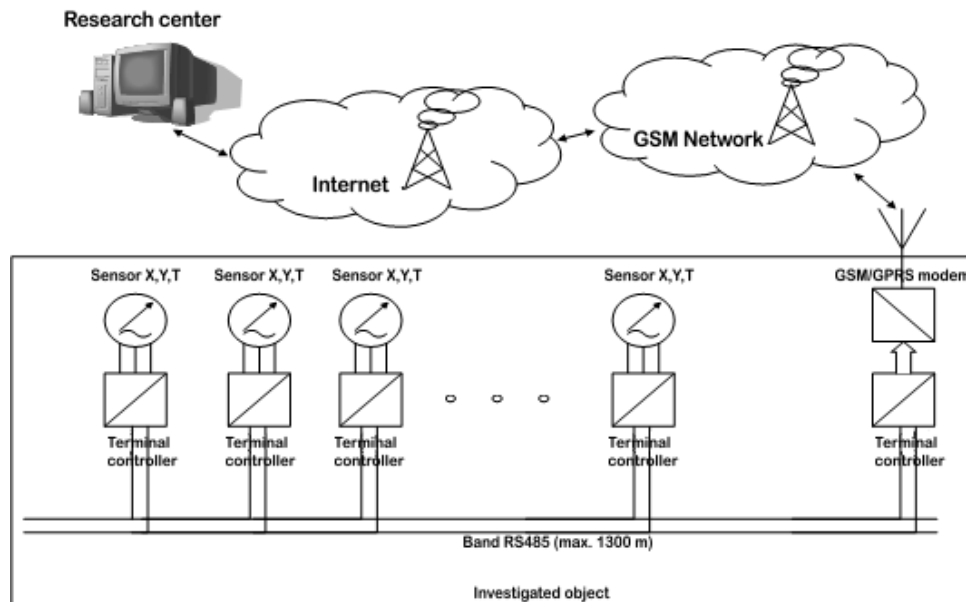 Research center
GSM Network
Internet
Sensor X,Y,T Sensor X,Y,T Sensor X,Y,T Sensor X,Y,T GSM/GPRS modem
Terminal controller
Terminal controller
Terminal controller
Terminal controller
Terminal controller
Band RS485 (max. 1300 m)
Investigated object